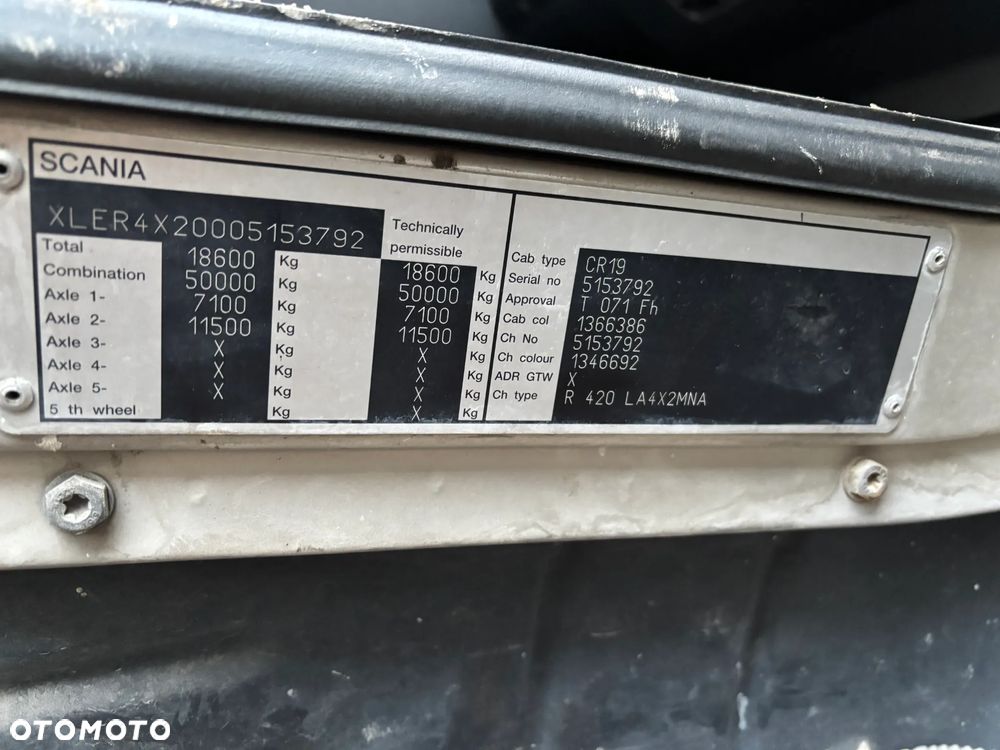 SCANIA
XLER4X20005153792
Technically
permissible
Total 18600 Kg 18600 Kg
Combination 50000 Kg 50000 Kg
Axle 1- 7100 Kg 7100 Kg
Axle 2- 11500 Kg 11500 Kg
Axle 3- X Kg X Kg
Axle 4- X Kg X Kg
Axle 5- X Kg X Kg
5 th wheel Kg X Kg
Cab type CR19
Serial no 5153792
Approval T 071 Fh
Cab col 1366386
Ch No 5153792
Ch colour 1346692
ADR GTW X
Ch type R 420 LA4X2MNA
OTOMOTO